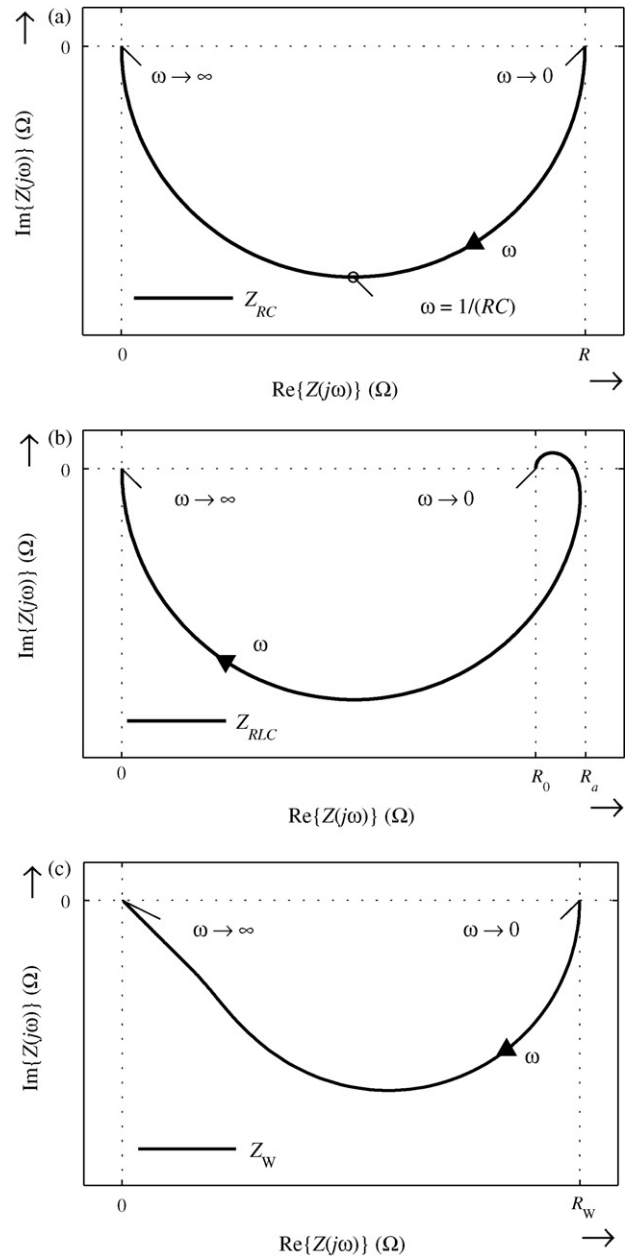 (a)
0
ω → ∞
ω → 0
Im{Z(jω)} (Ω)
ω
Z_RC
ω = 1/(RC)
0
R
Re{Z(jω)} (Ω)
(b)
0
ω → ∞
ω → 0
Im{Z(jω)} (Ω)
ω
Z_RLC
0
R_0
R_a
Re{Z(jω)} (Ω)
(c)
0
ω → ∞
ω → 0
Im{Z(jω)} (Ω)
ω
Z_W
0
R_W
Re{Z(jω)} (Ω)